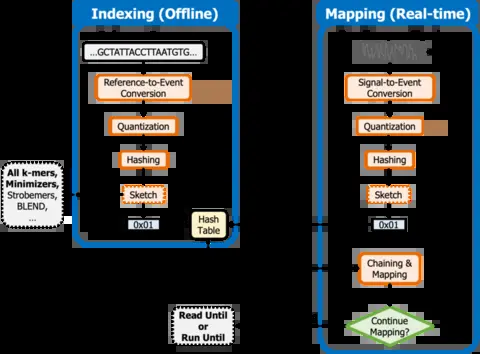 Indexing (Offline)
...GCTATTACCTTAATGTG...
Reference-to-Event
Conversion
Quantization
Hashing
Sketch
0x01
All k-mers,
Minimizers,
Strobemers,
BLEND,
...
Hash
Table
Read Until
or
Run Until
Mapping (Real-time)
Signal-to-Event
Conversion
Quantization
Hashing
Sketch
0x01
Chaining &
Mapping
Continue
Mapping?